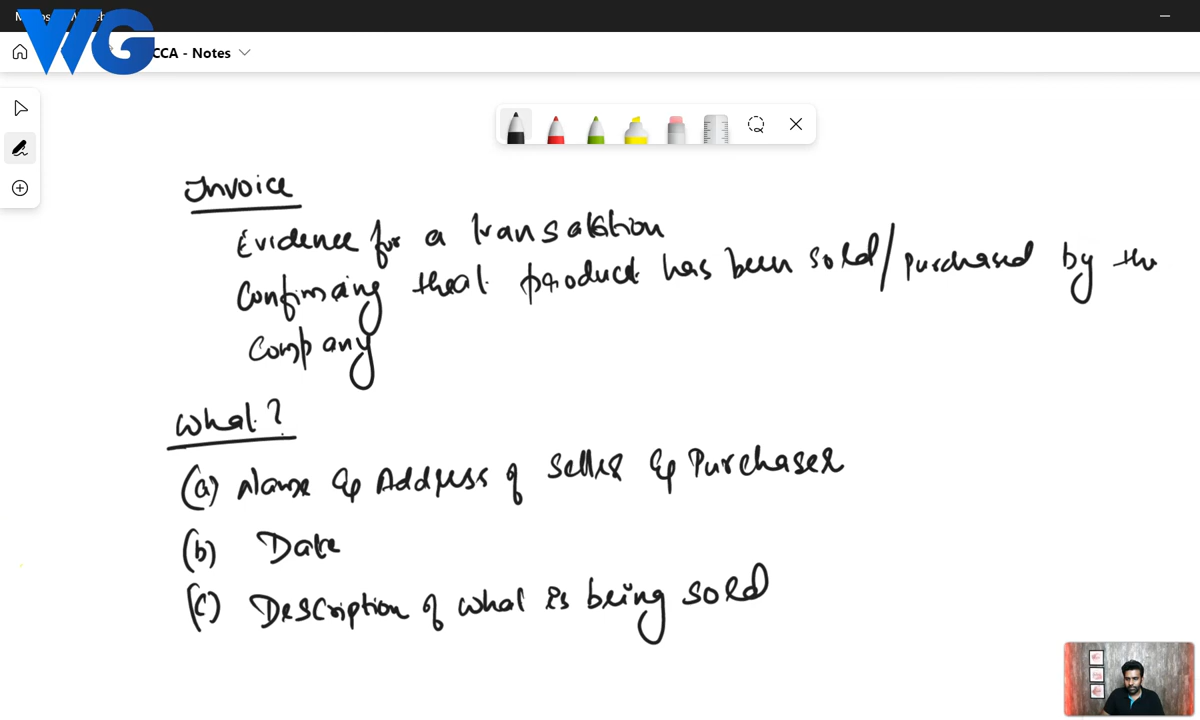 WG
CCA - Notes
Invoice
Evidence for a transaction
Confirming that product has been sold/purchased by the
Company
What?
(a) Name & Address of Seller & Purchaser
(b) Date
(c) Description of what is being sold